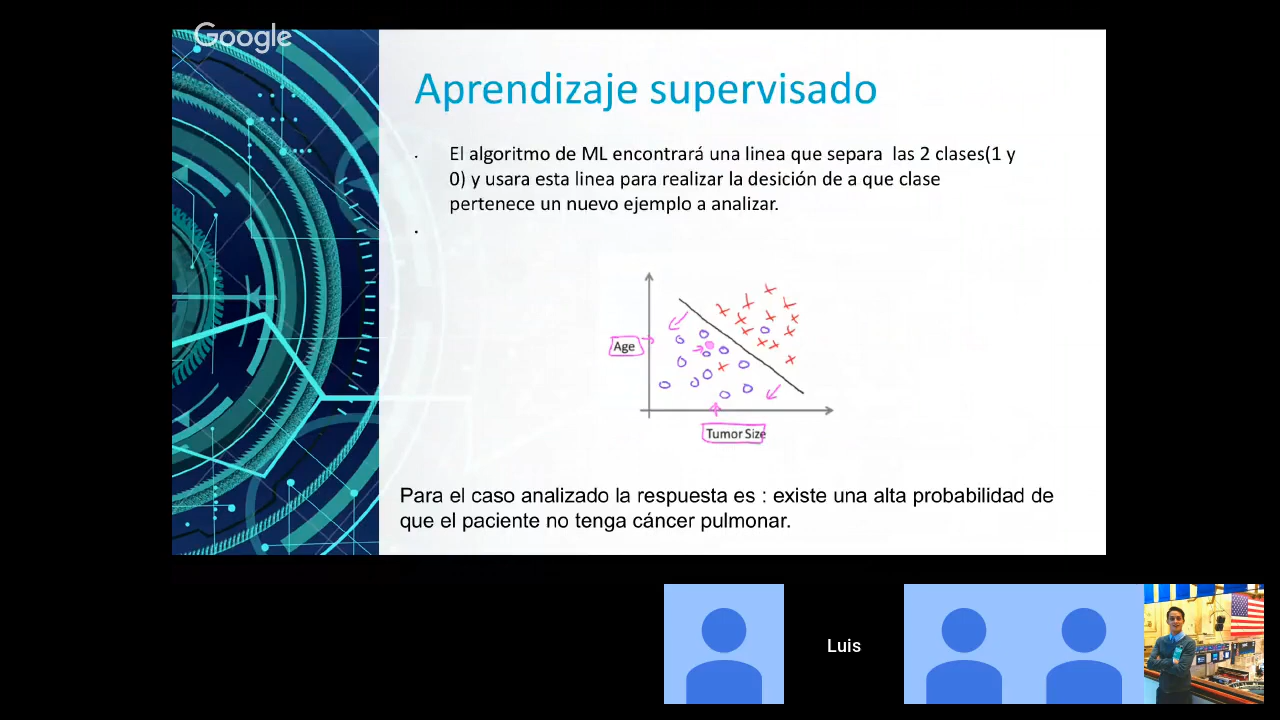 Google
Aprendizaje supervisado
El algoritmo de ML encontrará una linea que separa las 2 clases(1 y
0) y usara esta linea para realizar la desición de a que clase
pertenece un nuevo ejemplo a analizar.
Age
Tumor Size
Para el caso analizado la respuesta es : existe una alta probabilidad de
que el paciente no tenga cáncer pulmonar.
Luis